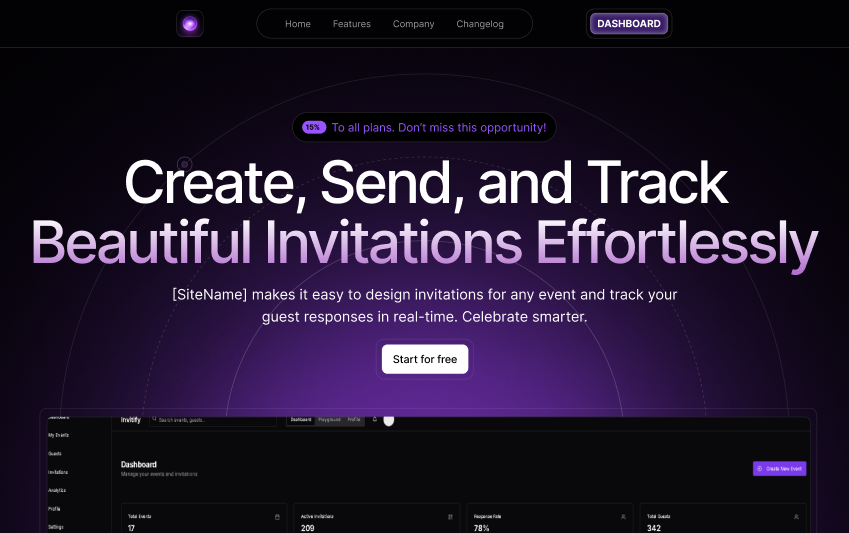 Home Features Company Changelog DASHBOARD
15% To all plans. Don't miss this opportunity!
Create, Send, and Track
Beautiful Invitations Effortlessly
[SiteName] makes it easy to design invitations for any event and track your
guest responses in real-time. Celebrate smarter.
Start for free
Dashboard
Invitify
Search events, guests...
Dashboard Playground Profile
My Events
Guests
Invitations
Analytics
Profile
Settings
Dashboard
Manage your events and invitations
Create New Event
Total Events
17
Active Invitations
209
Response Rate
78%
Total Guests
342